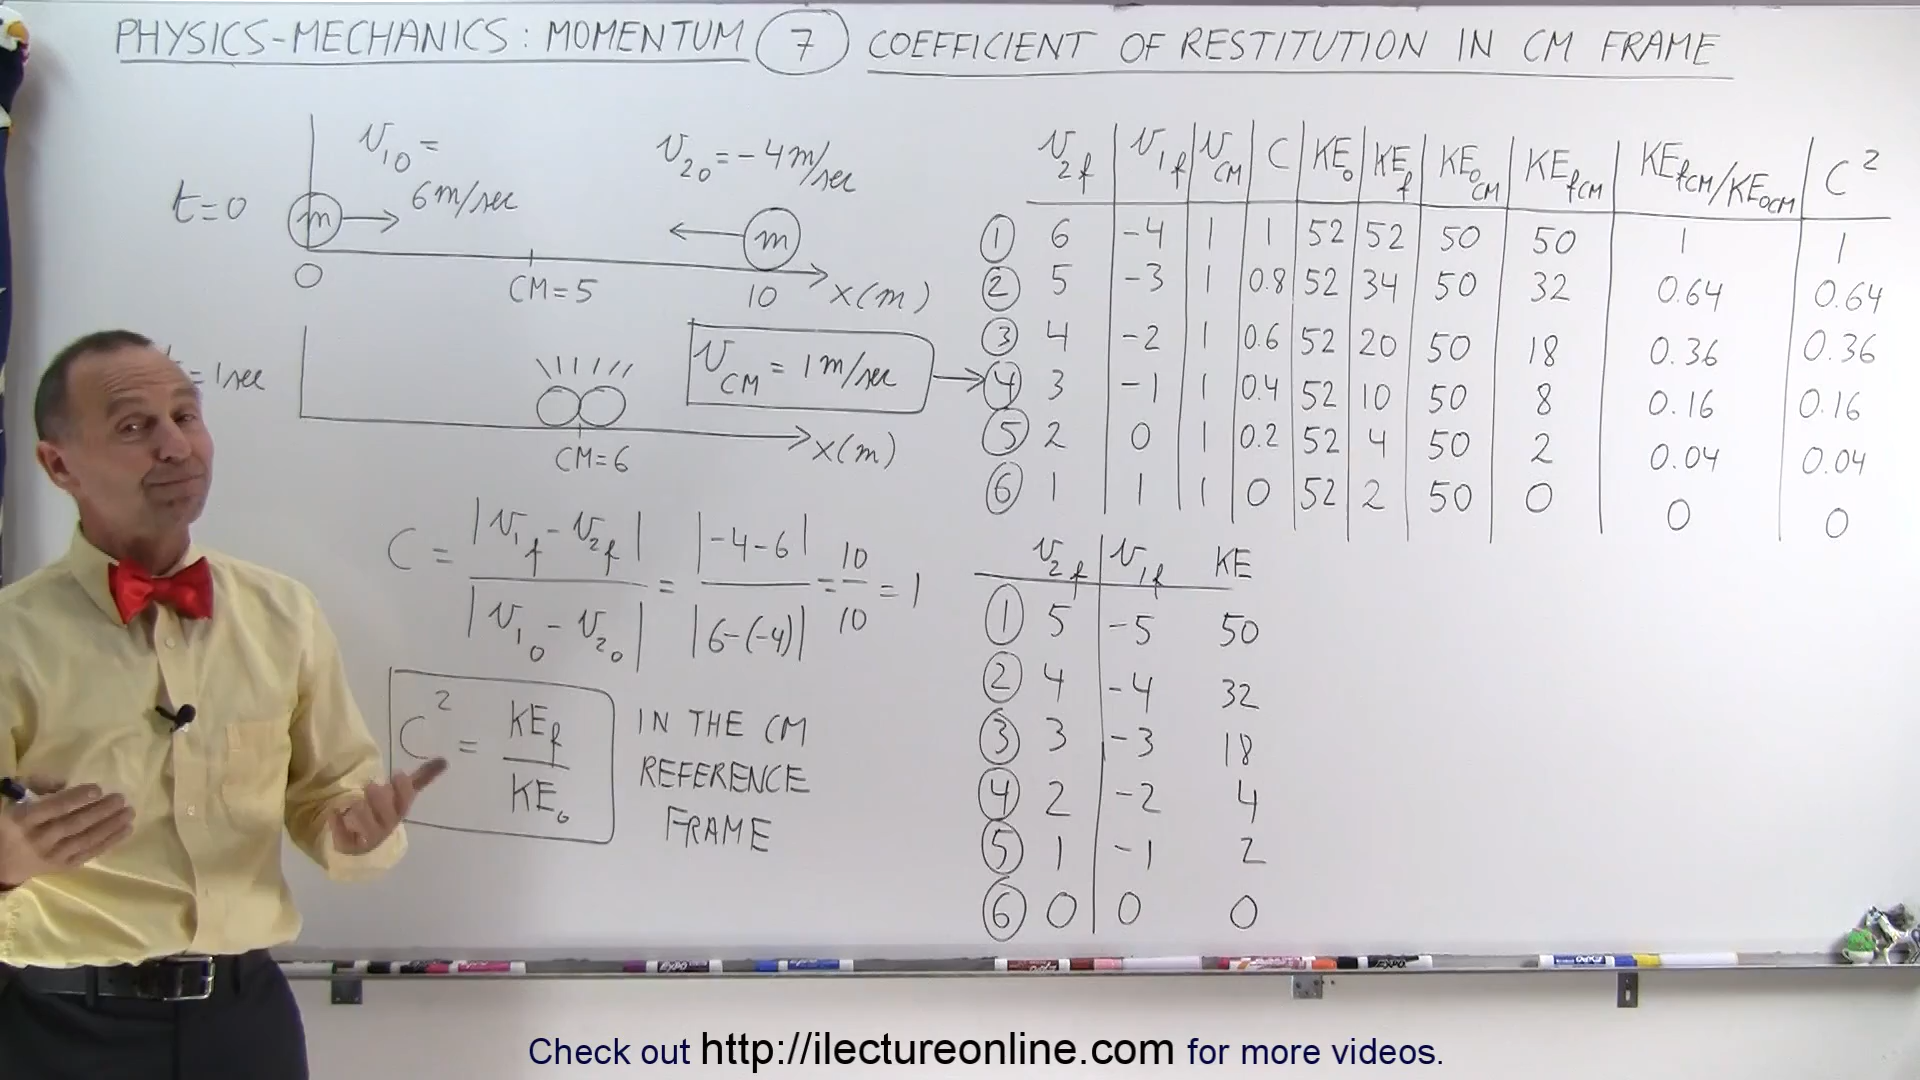 PHYSICS-MECHANICS: MOMENTUM 7 COEFFICIENT OF RESTITUTION IN CM FRAME
v₁₀ =
6m/sec
v₂₀ = -4m/sec
t=0
m
m
0
CM=5
10
x(m)
= 1sec
v_CM = 1m/sec
CM=6
x(m)
C = |v₁f - v₂f| / |v₁₀ - v₂₀| = |-4-6| / |6-(-4)| = 10/10 = 1
C² = KEf / KE₀
IN THE CM
REFERENCE
FRAME
v₂f v₁f v_CM C KE₀ KEf KE₀CM KEfCM KEfCM/KE₀CM C²
1 6 -4 1 1 52 52 50 50 1 1
2 5 -3 1 0.8 52 34 50 32 0.64 0.64
3 4 -2 1 0.6 52 20 50 18 0.36 0.36
4 3 -1 1 0.4 52 10 50 8 0.16 0.16
5 2 0 1 0.2 52 4 50 2 0.04 0.04
6 1 1 1 0 52 2 50 0 0 0
v₂f v₁f KE
1 5 -5 50
2 4 -4 32
3 3 -3 18
4 2 -2 4
5 1 -1 2
6 0 0 0
EXPO
EXPO
Check out http://ilectureonline.com for more videos.